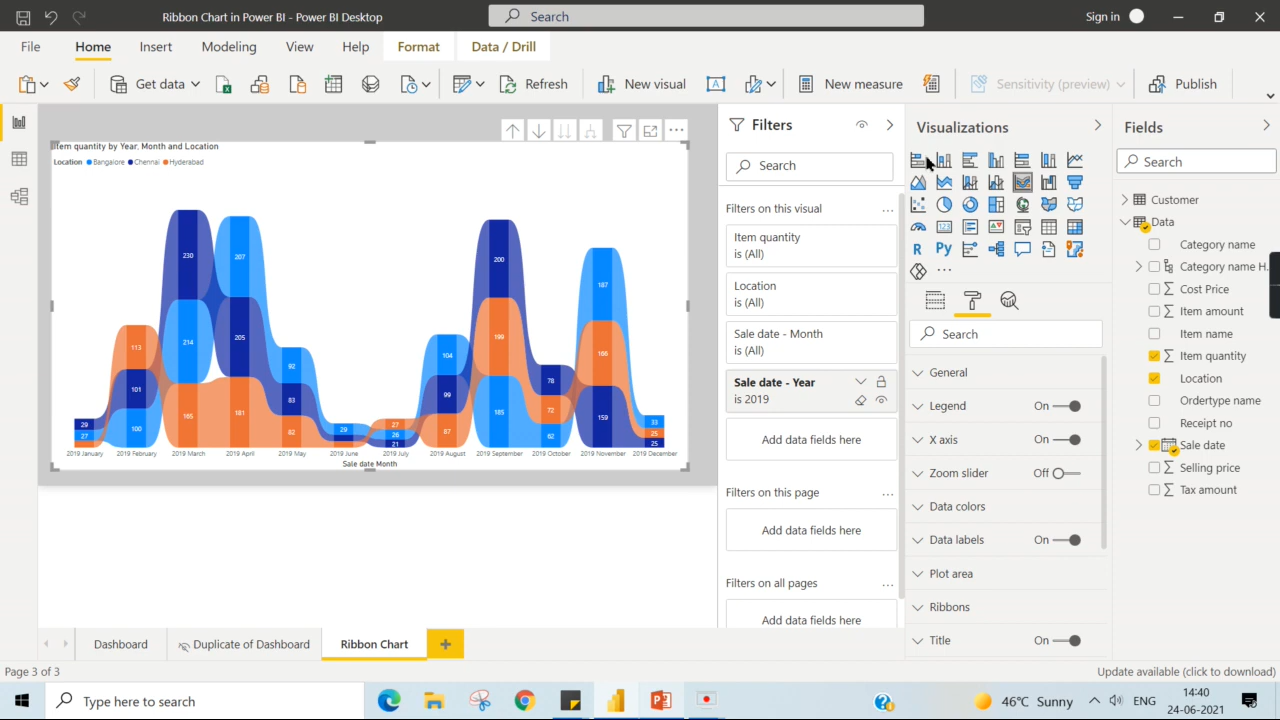 Ribbon Chart in Power BI - Power BI Desktop
Search
Sign in
File
Home
Insert
Modeling
View
Help
Format
Data / Drill
Get data
Refresh
New visual
New measure
Sensitivity (preview)
Publish
Item quantity by Year, Month and Location
Location Bangalore Chennai Hyderabad
230
207
200
187
214
205
199
166
113
104
92
78
101
83
99
72
29
27
100
165
181
82
29
27
26
21
87
185
62
159
33
25
25
2019 January
2019 February
2019 March
2019 April
2019 May
2019 June
2019 July
2019 August
2019 September
2019 October
2019 November
2019 December
Sale date Month
Filters
Search
Filters on this visual
...
Item quantity
is (All)
Location
is (All)
Sale date - Month
is (All)
Sale date - Year
is 2019
Add data fields here
Filters on this page
...
Add data fields here
Filters on all pages
...
Add data fields here
Visualizations
R
Py
...
Search
General
Legend On
X axis On
Zoom slider Off
Data colors
Data labels On
Plot area
Ribbons
Title On
Fields
Search
Customer
Data
Category name
Category name H...
Cost Price
Item amount
Item name
Item quantity
Location
Ordertype name
Receipt no
Sale date
Selling price
Tax amount
Dashboard
Duplicate of Dashboard
Ribbon Chart
Page 3 of 3
Update available (click to download)
Type here to search
46°C Sunny
ENG
14:40
24-06-2021